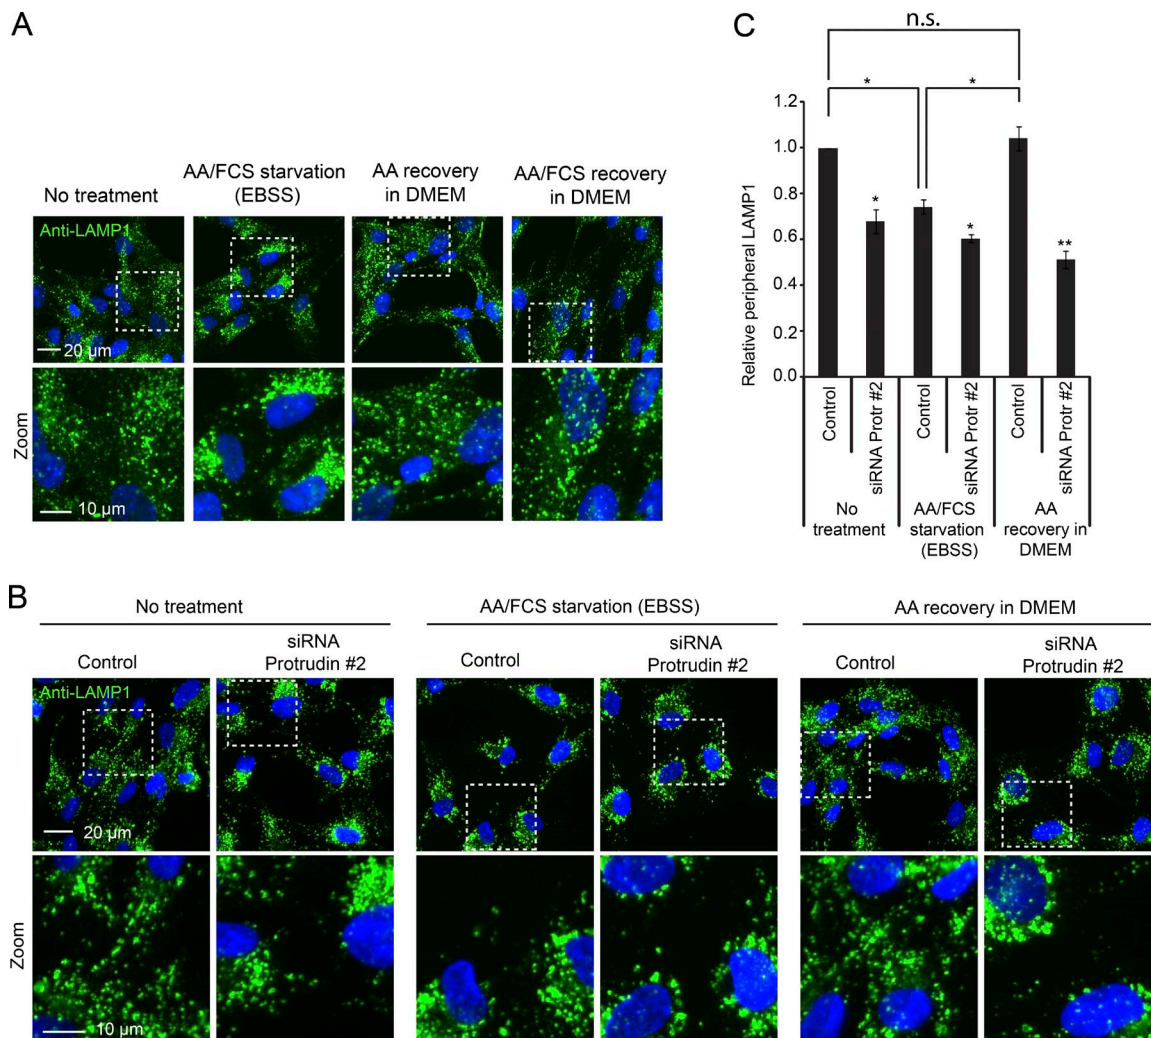 A
No treatment
AA/FCS starvation
(EBSS)
AA recovery
in DMEM
AA/FCS recovery
in DMEM
Anti-LAMP1
20 µm
Zoom
10 µm
C
n.s.
*
*
Relative peripheral LAMP1
1.2
1.0
0.8
0.6
0.4
0.2
0.0
*
*
**
Control
siRNA Protr #2
Control
siRNA Protr #2
Control
siRNA Protr #2
No
treatment
AA/FCS
starvation
(EBSS)
AA
recovery in
DMEM
B
No treatment
AA/FCS starvation (EBSS)
AA recovery in DMEM
Control
siRNA
Protrudin #2
Control
siRNA
Protrudin #2
Control
siRNA
Protrudin #2
Anti-LAMP1
20 µm
Zoom
10 µm